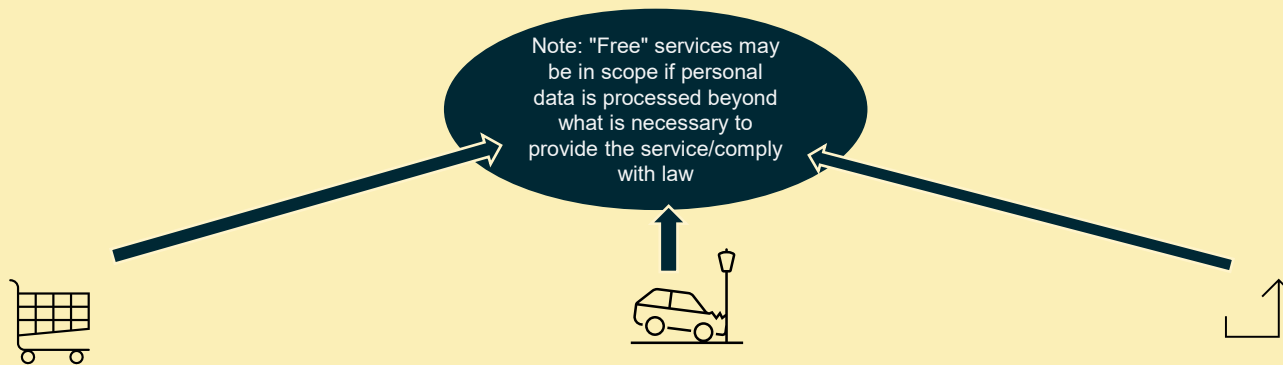 Note: "Free" services may
be in scope if personal
data is processed beyond
what is necessary to
provide the service/comply
with law